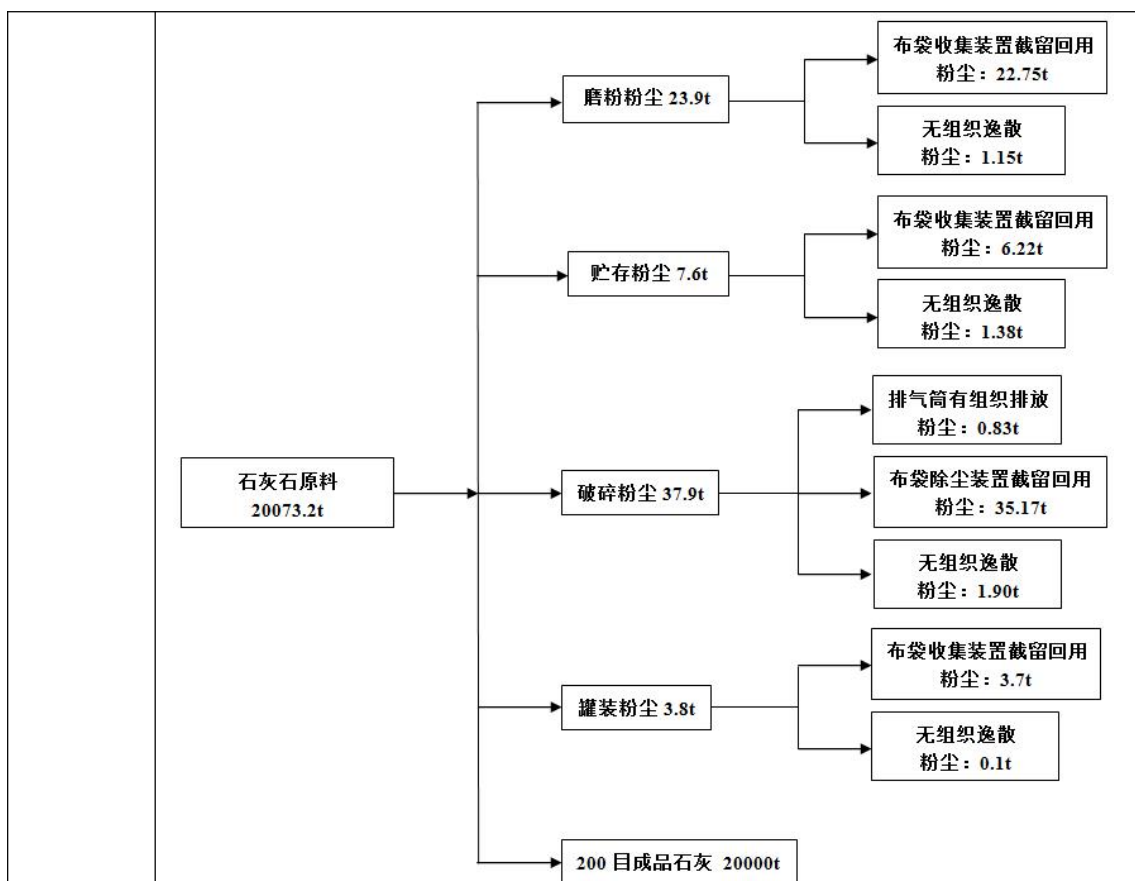 布袋收集装置截留回用
粉尘：22.75t
磨粉粉尘 23.9t
无组织逸散
粉尘：1.15t
布袋收集装置截留回用
粉尘：6.22t
贮存粉尘 7.6t
无组织逸散
粉尘：1.38t
排气筒有组织排放
粉尘：0.83t
石灰石原料
20073.2t
破碎粉尘 37.9t
布袋除尘装置截留回用
粉尘：35.17t
无组织逸散
粉尘：1.90t
布袋收集装置截留回用
粉尘：3.7t
罐装粉尘 3.8t
无组织逸散
粉尘：0.1t
200 目成品石灰 20000t